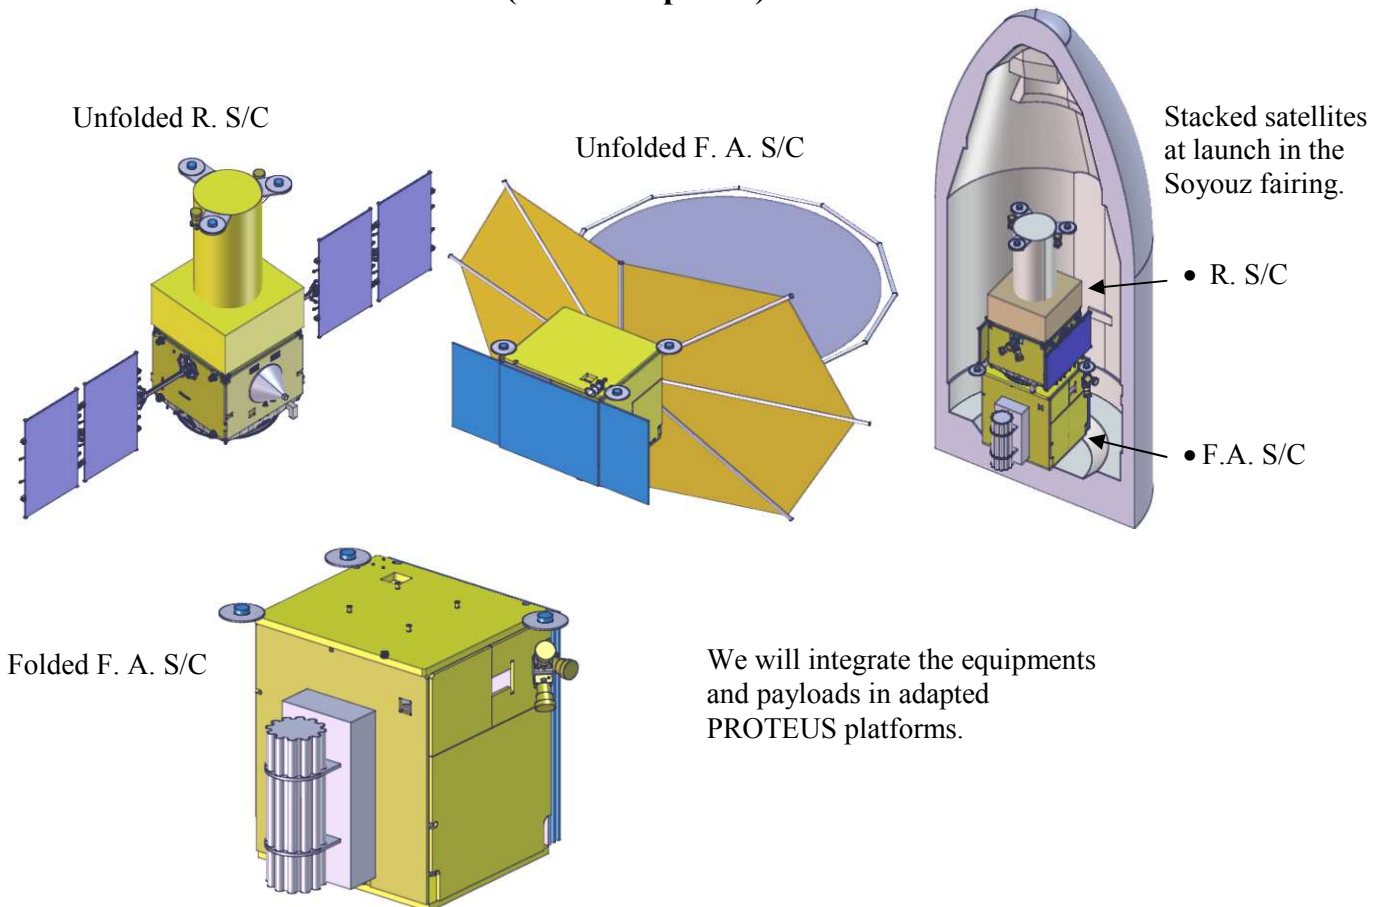 Unfolded R. S/C
Unfolded F. A. S/C
Stacked satellites
at launch in the
Soyouz fairing.
• R. S/C
• F.A. S/C
Folded F. A. S/C
We will integrate the equipments
and payloads in adapted
PROTEUS platforms.